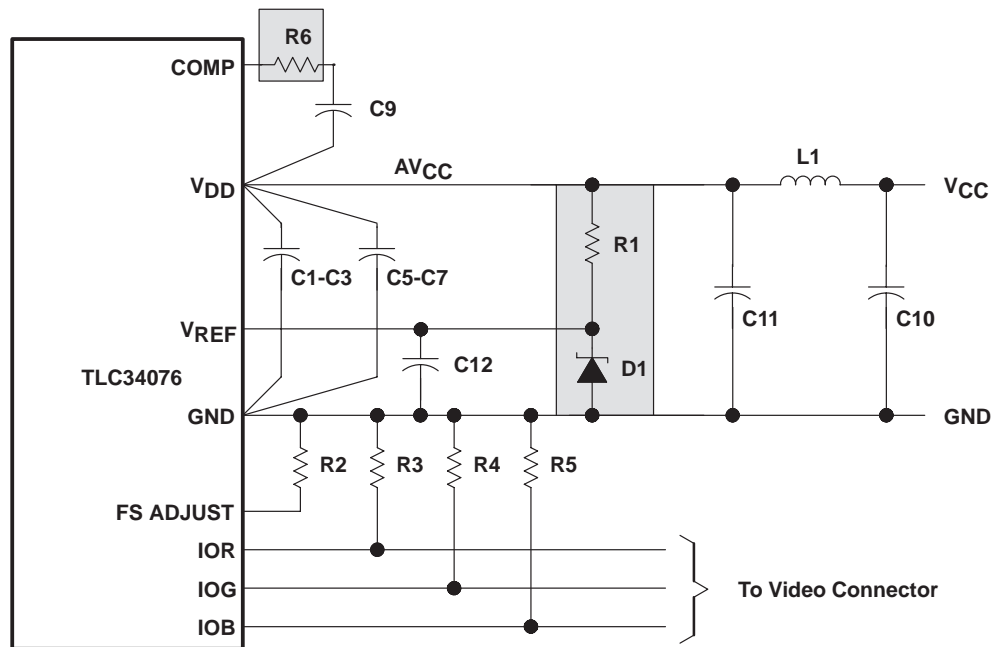 R6
COMP
C9
L1
AVCC
VDD
VCC
R1
C1-C3
C5-C7
C11
C10
VREF
C12
D1
TLC34076
GND
GND
R2
R3
R4
R5
FS ADJUST
IOR
IOG
To Video Connector
IOB